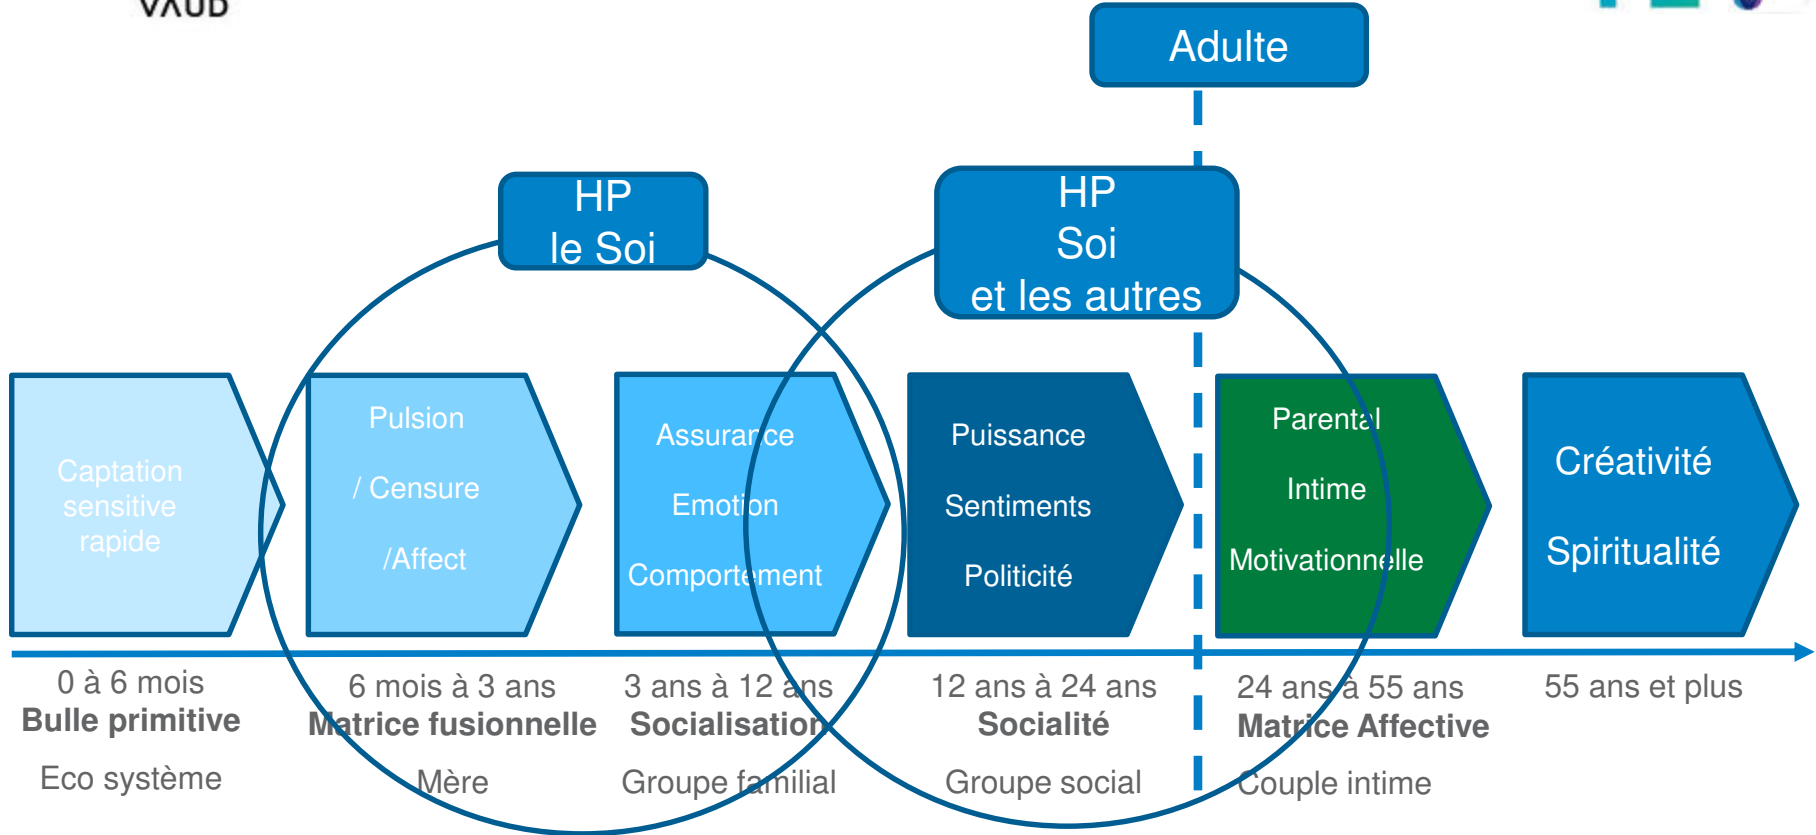 VAUD
Adulte
HP
le Soi
HP
Soi
et les autres
Captation
sensitive
rapide
Pulsion
/ Censure
/Affect
Assurance
Emotion
Comportement
Puissance
Sentiments
Politicité
Parental
Intime
Motivationnelle
Créativité
Spiritualité
0 à 6 mois
Bulle primitive
Eco système
6 mois à 3 ans
Matrice fusionnelle
Mère
3 ans à 12 ans
Socialisation
Groupe familial
12 ans à 24 ans
Socialité
Groupe social
24 ans à 55 ans
Matrice Affective
Couple intime
55 ans et plus